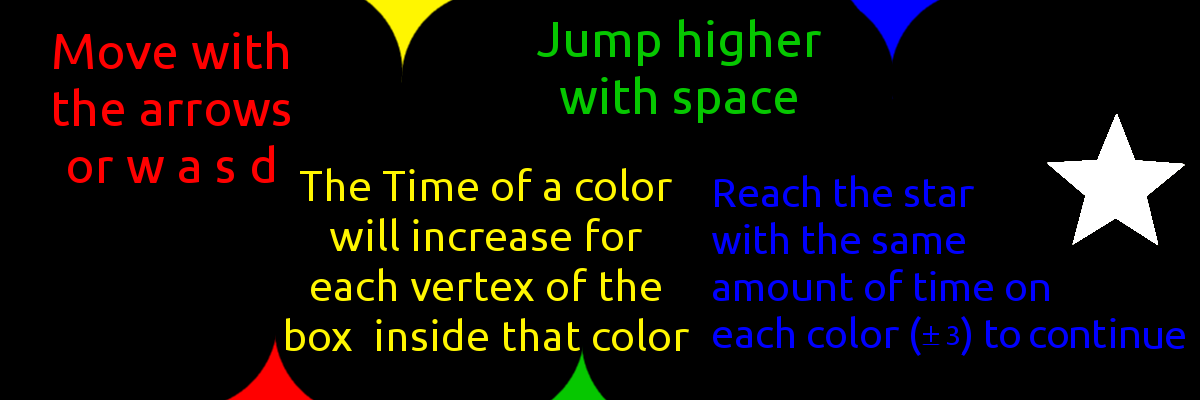 Move with
the arrows
or w a s d
Jump higher
with space
The Time of a color
will increase for
each vertex of the
box inside that color
Reach the star
with the same
amount of time on
each color (±3) to continue